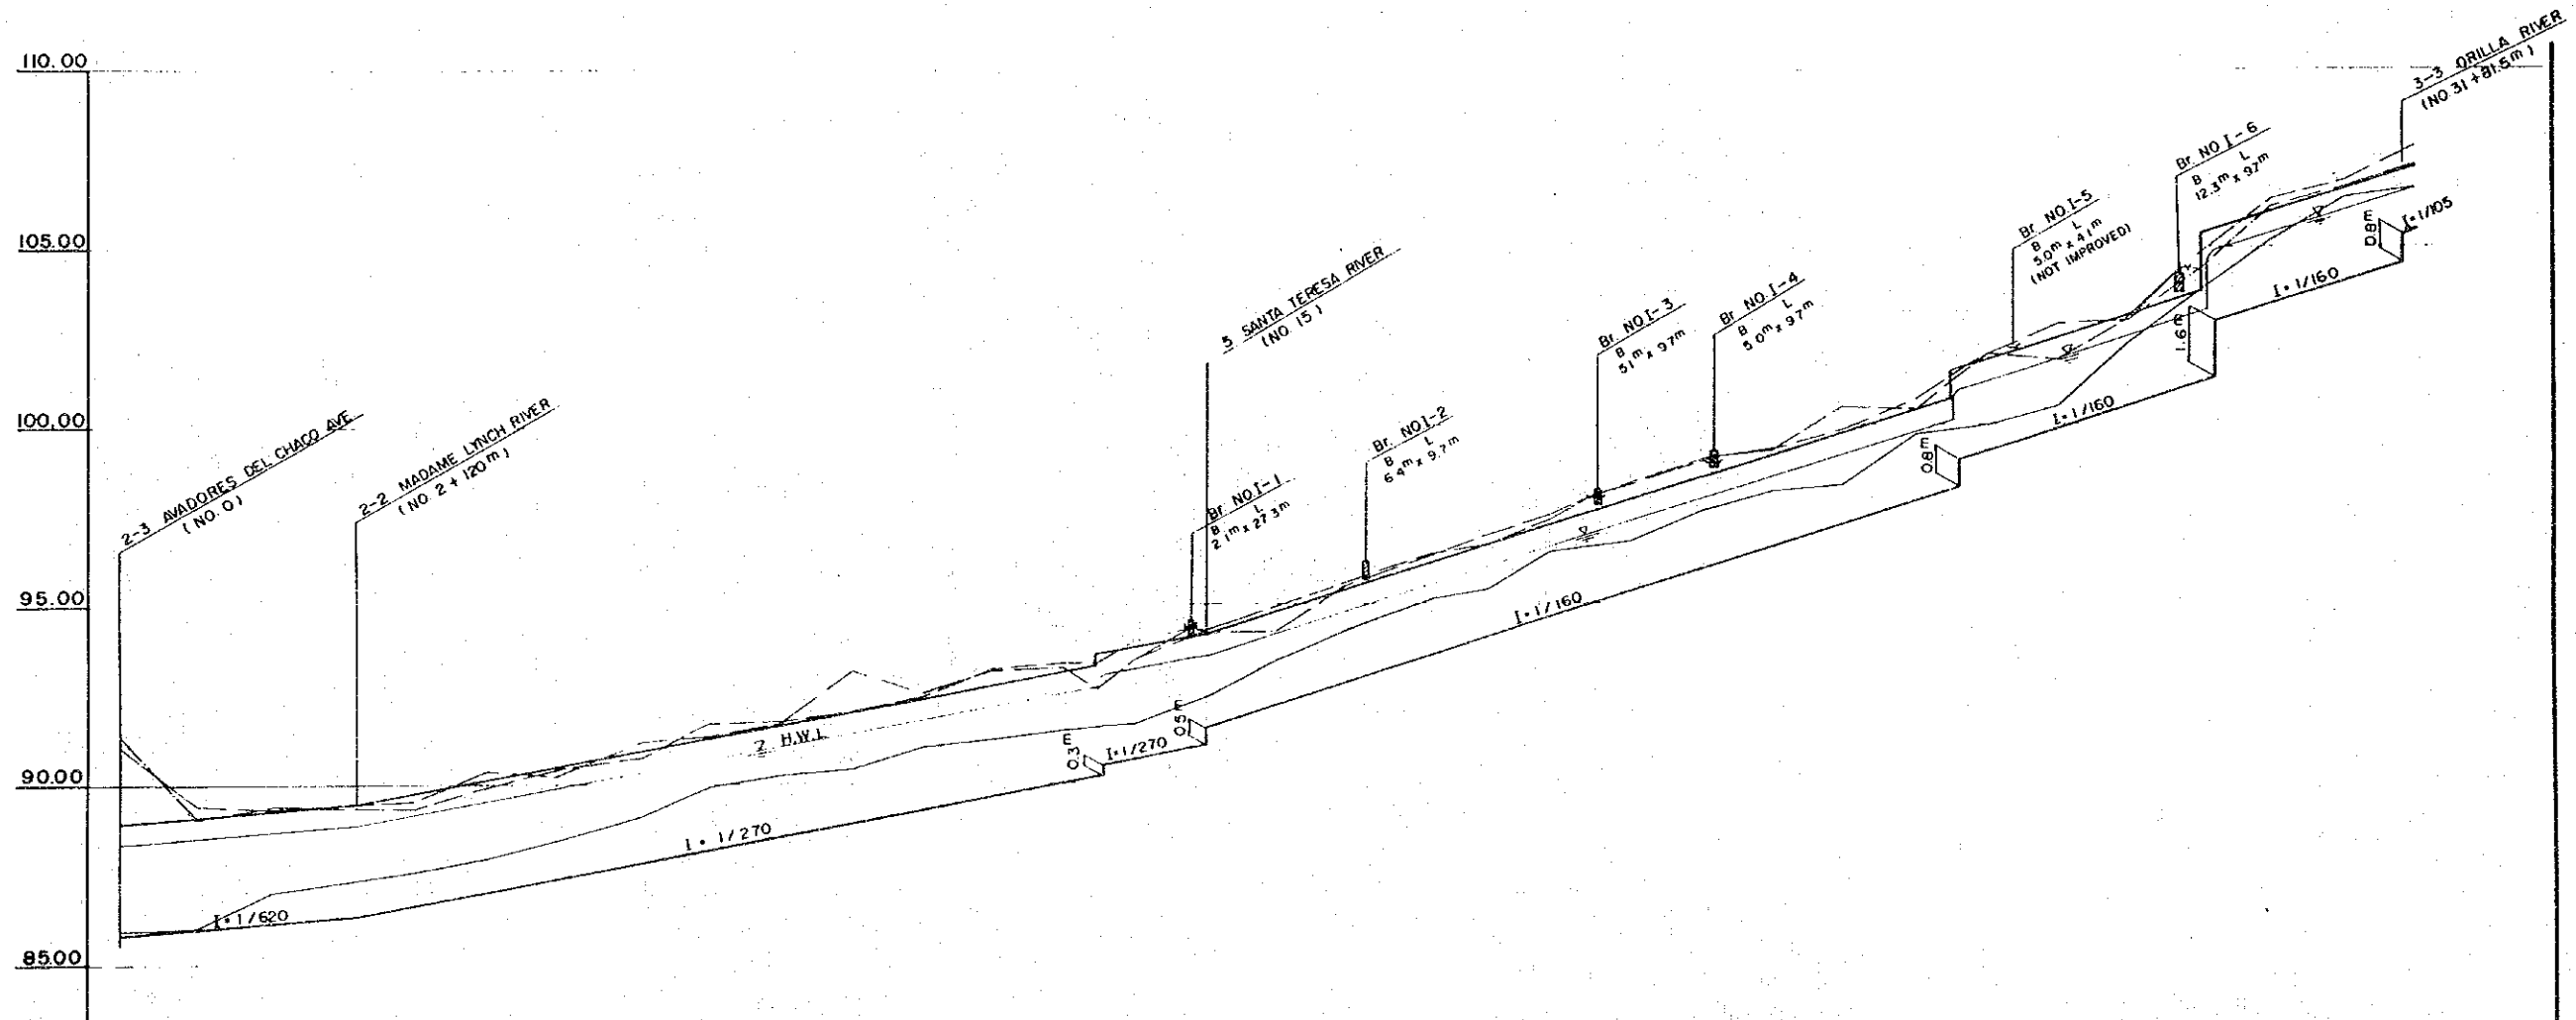 110.00
105.00
100.00
95.00
90.00
85.00
2-3 AVADORES DEL CHACO AVE.
(NO. 0)
2-2 MADAME LYNCH RIVER
(NO. 2 + 120m)
Br. NO.I-1
B L
2.1m x 27.3m
5 SANTA TERESA RIVER
(NO. 15)
Br. NO.I-2
B L
6.4m x 9.7m
Br. NO.I-3
B L
5.1m x 9.7m
Br. NO.I-4
B L
5.0m x 9.7m
Br. NO.I-5
B L
5.0m x 4.1m
(NOT IMPROVED)
Br. NO I-6
B L
12.3m x 9.7m
3-3 ORILLA RIVER
(NO.31 + 81.5m)
H.W.L
I=1/620
I = 1/270
0.3m
I=1/270
0.5m
I=1/160
0.8m
I=1/160
1.6m
I=1/160
0.8m
I=1/105